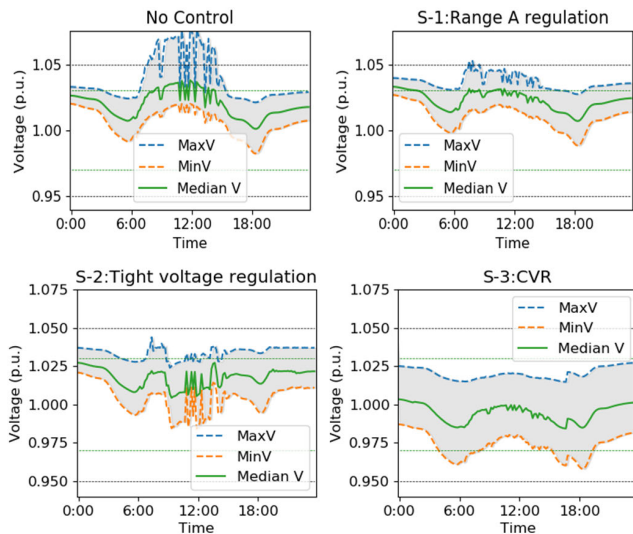 No Control
1.05
1.00
0.95
Voltage (p.u.)
MaxV
MinV
Median V
0:00 6:00 12:00 18:00
Time
S-1:Range A regulation
1.05
1.00
0.95
Voltage (p.u.)
MaxV
MinV
Median V
0:00 6:00 12:00 18:00
Time
S-2:Tight voltage regulation
1.075
1.050
1.025
1.000
0.975
0.950
Voltage (p.u.)
MaxV
MinV
Median V
0:00 6:00 12:00 18:00
Time
S-3:CVR
1.075
1.050
1.025
1.000
0.975
0.950
Voltage (p.u.)
MaxV
MinV
Median V
0:00 6:00 12:00 18:00
Time